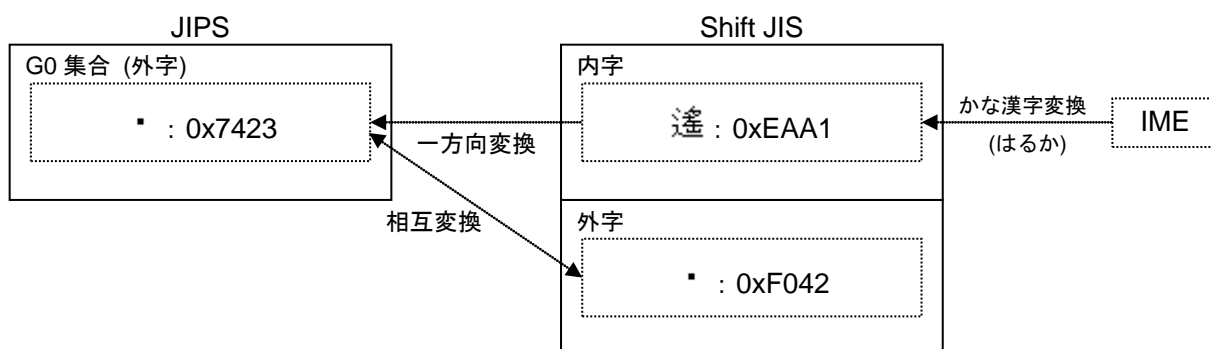 JIPS
Shift JIS
G0 集合 (外字)
・ : 0x7423
内字
遙 : 0xEAA1
かな漢字変換
(はるか)
IME
一方向変換
相互変換
外字
・ : 0xF042